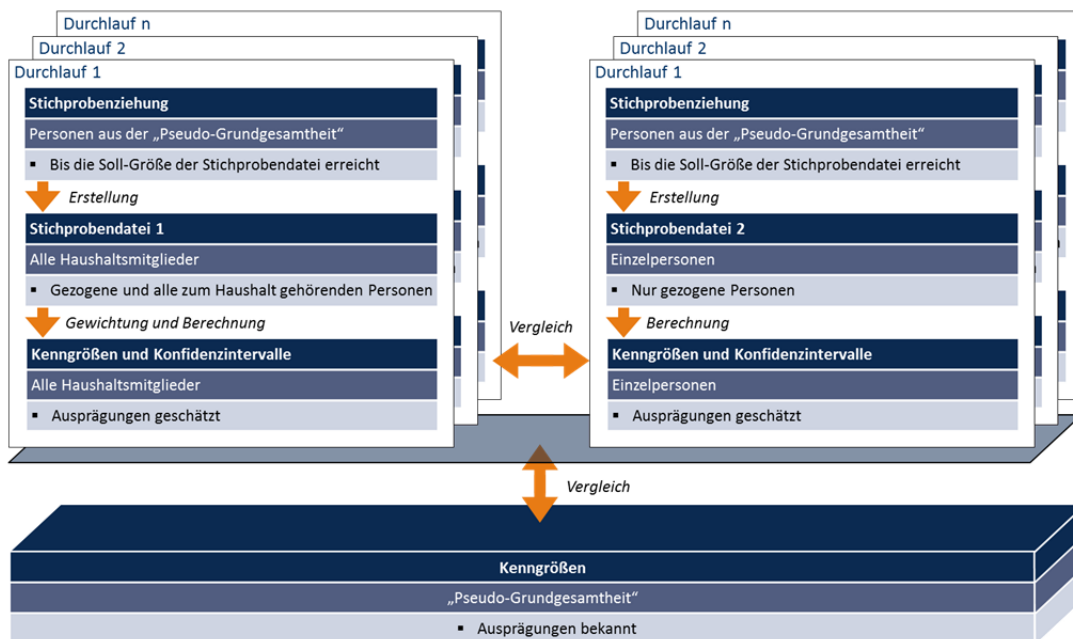 Durchlauf n
Durchlauf 2
Durchlauf 1
Stichprobenziehung
Personen aus der „Pseudo-Grundgesamtheit“
▪ Bis die Soll-Größe der Stichprobendatei erreicht
Erstellung
Stichprobendatei 1
Alle Haushaltsmitglieder
▪ Gezogene und alle zum Haushalt gehörenden Personen
Gewichtung und Berechnung
Kenngrößen und Konfidenzintervalle
Alle Haushaltsmitglieder
▪ Ausprägungen geschätzt
Vergleich
Durchlauf n
Durchlauf 2
Durchlauf 1
Stichprobenziehung
Personen aus der „Pseudo-Grundgesamtheit“
▪ Bis die Soll-Größe der Stichprobendatei erreicht
Erstellung
Stichprobendatei 2
Einzelpersonen
▪ Nur gezogene Personen
Berechnung
Kenngrößen und Konfidenzintervalle
Einzelpersonen
▪ Ausprägungen geschätzt
Vergleich
Kenngrößen
„Pseudo-Grundgesamtheit“
▪ Ausprägungen bekannt